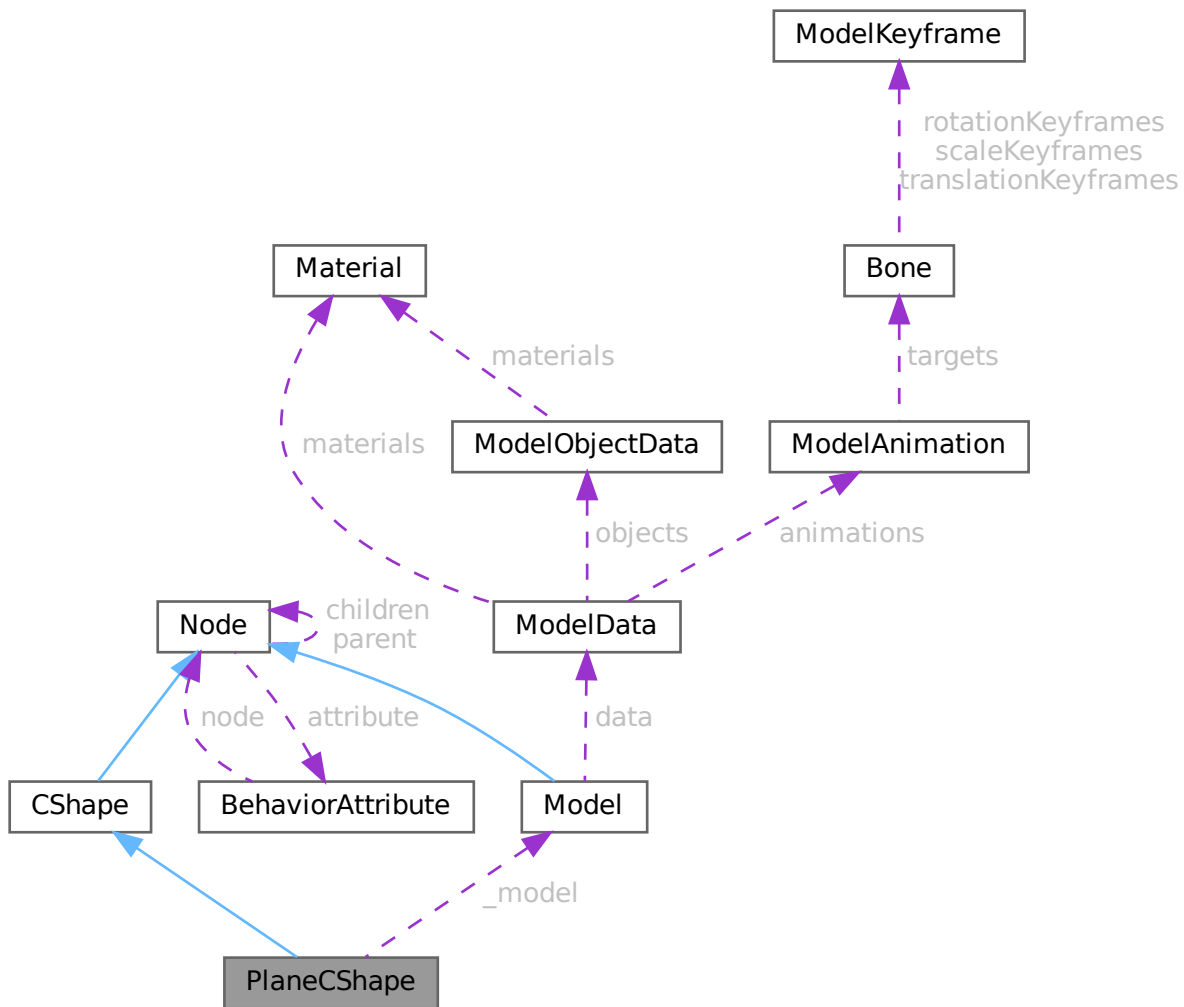 ModelKeyframe
rotationKeyframes
scaleKeyframes
translationKeyframes
Material
Bone
materials
targets
materials
ModelObjectData
ModelAnimation
objects
animations
Node
children
parent
ModelData
node
attribute
data
CShape
BehaviorAttribute
Model
_model
PlaneCShape